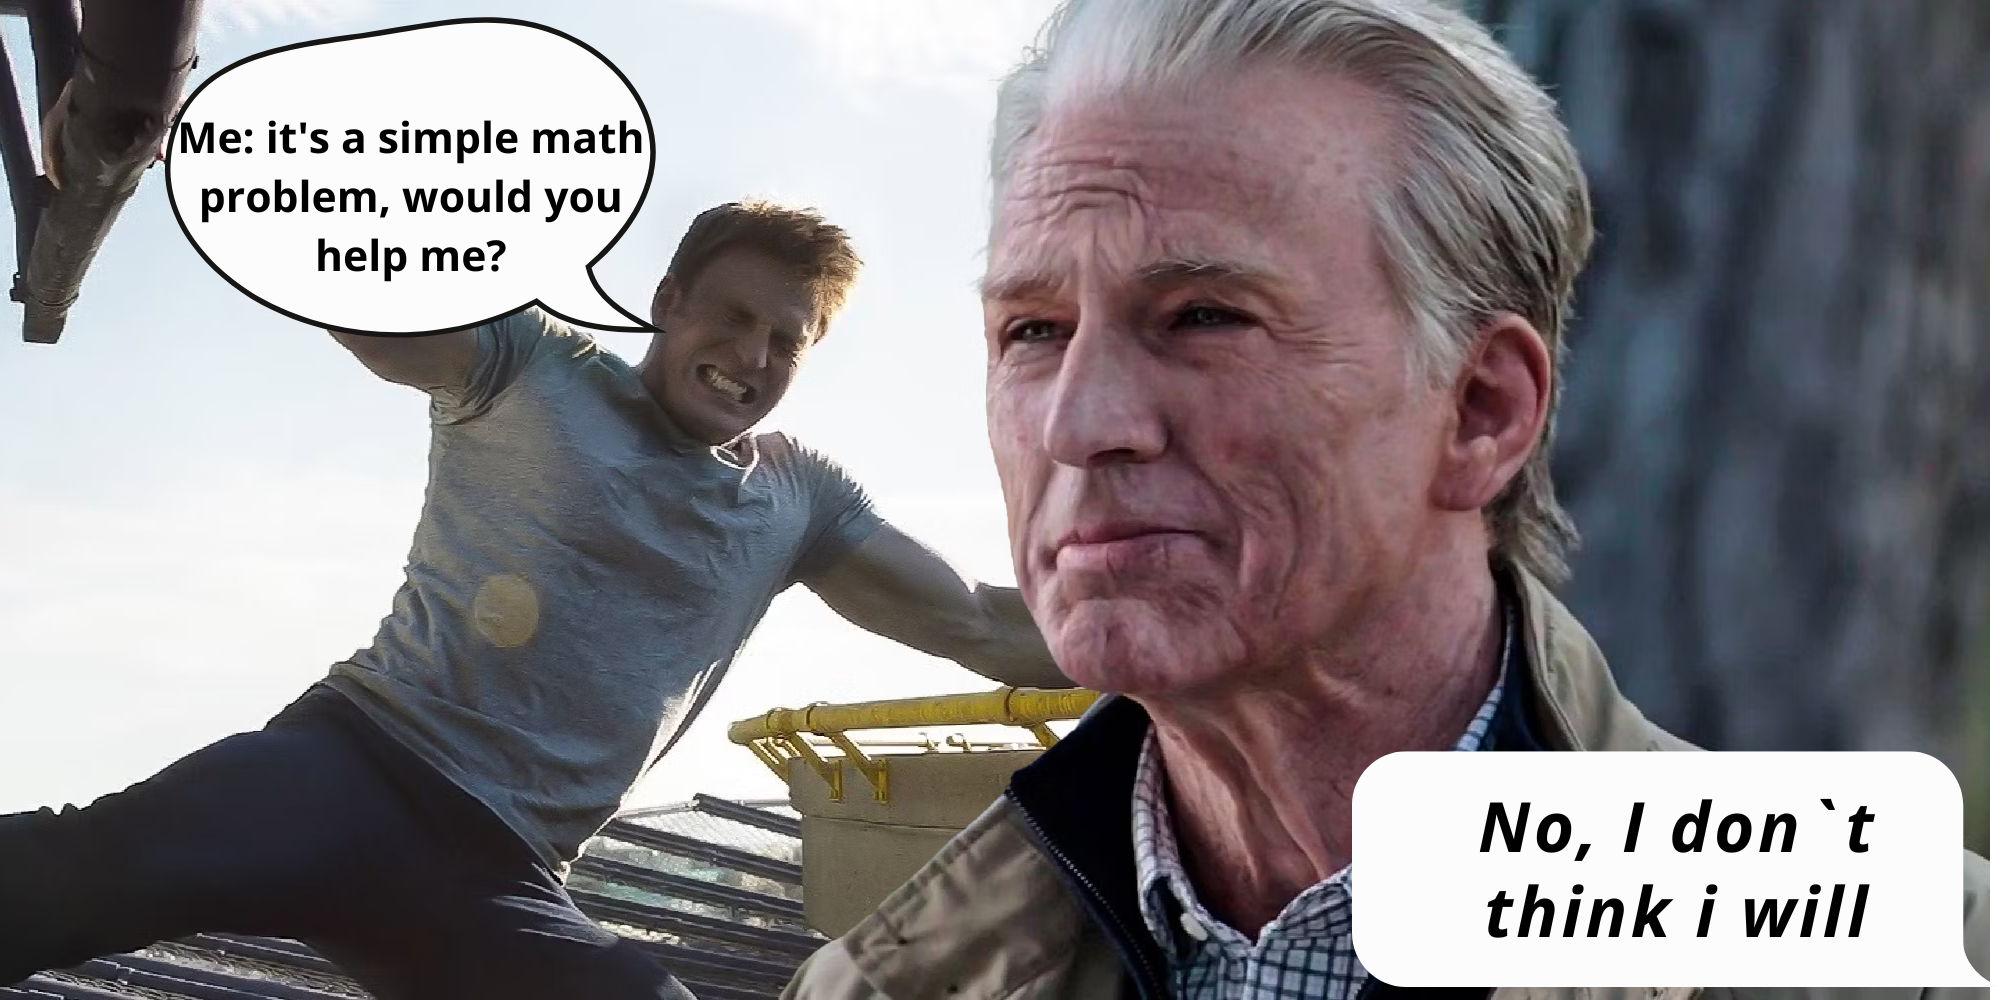 Me: it's a simple math
problem, would you
help me?
No, I don`t
think i will